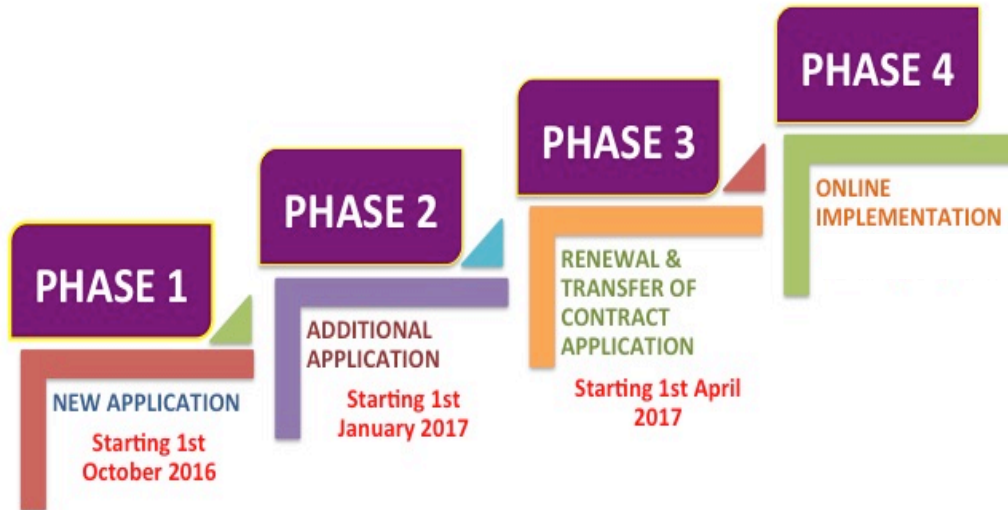 PHASE 1
NEW APPLICATION
Starting 1st
October 2016
PHASE 2
ADDITIONAL
APPLICATION
Starting 1st
January 2017
PHASE 3
RENEWAL &
TRANSFER OF
CONTRACT
APPLICATION
Starting 1st April
2017
PHASE 4
ONLINE
IMPLEMENTATION